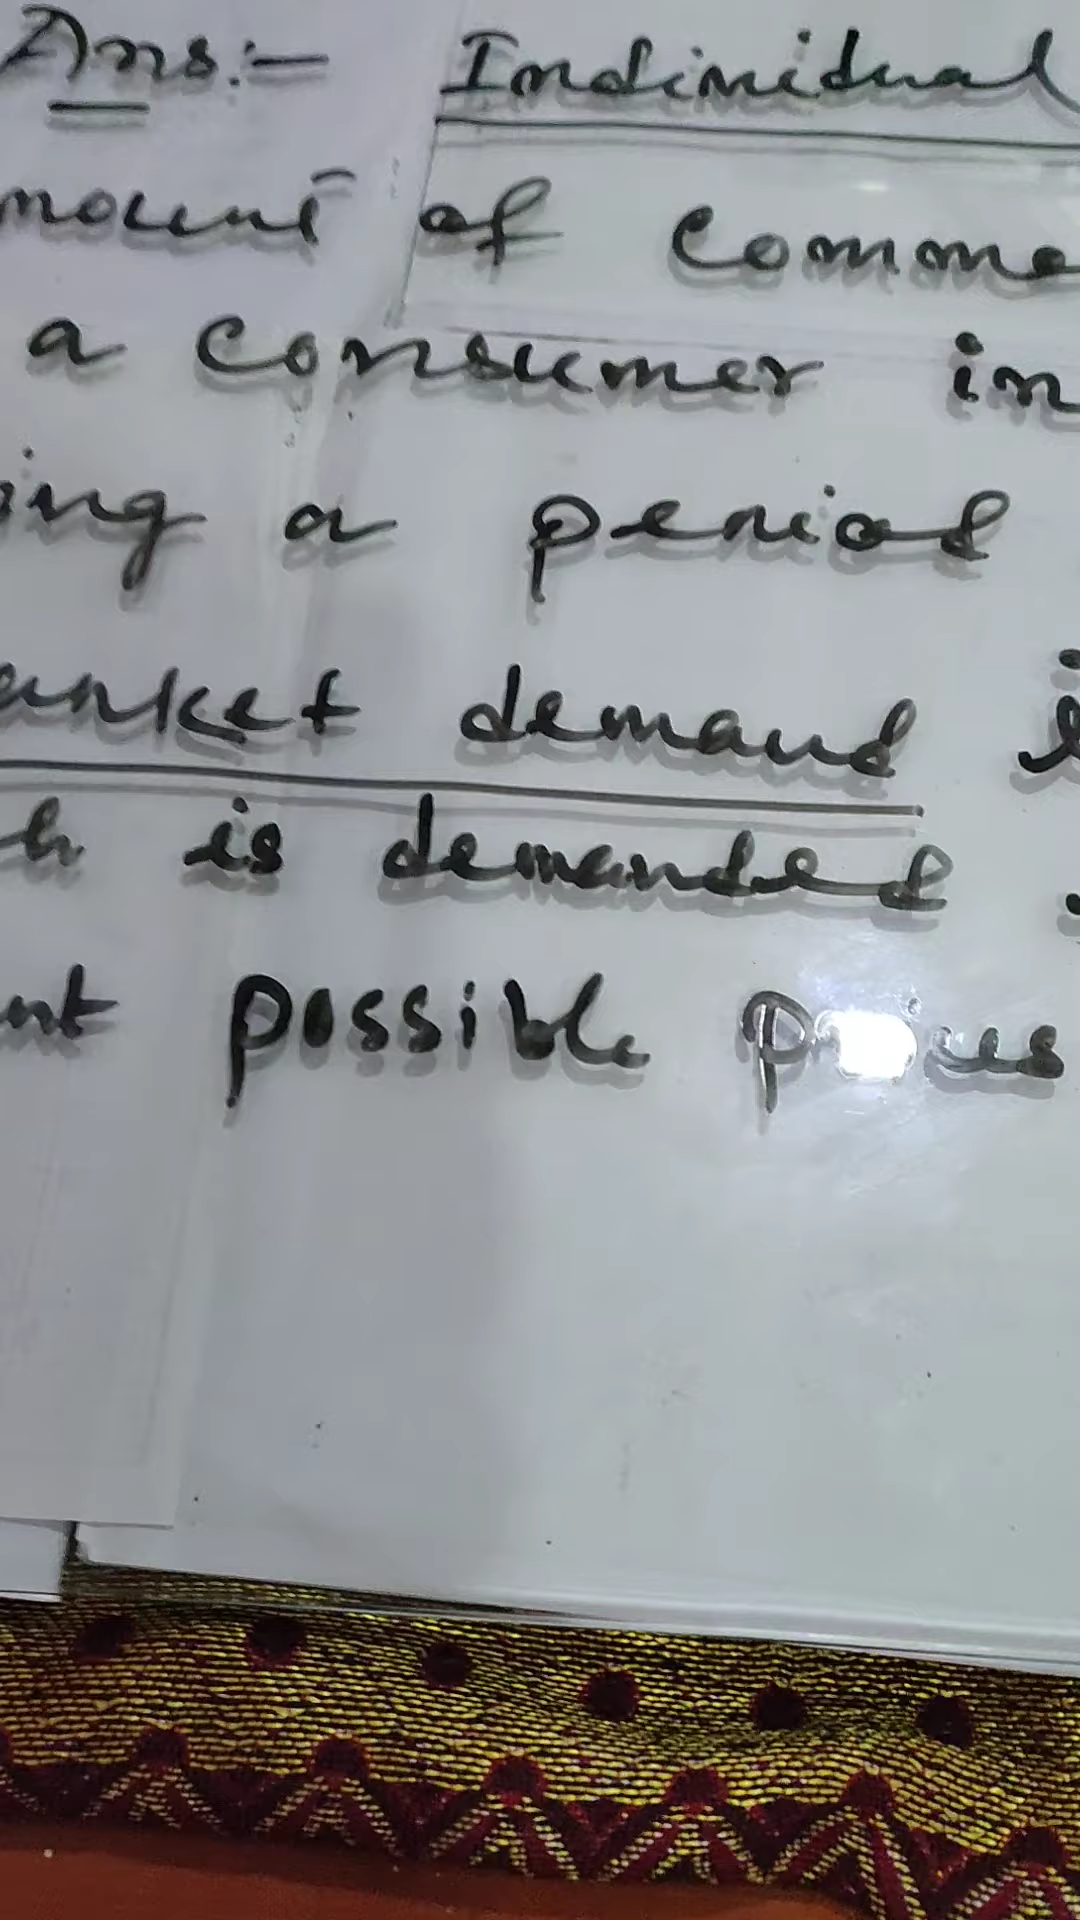 Ans:- Individual
mount of comme
a consumer in
ing a period
arket demand i
h is demanded
nt possible